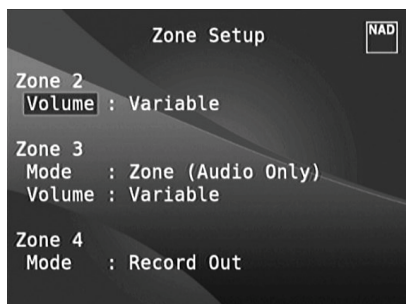 Zone Setup
NAD
Zone 2
Volume : Variable
Zone 3
Mode : Zone (Audio Only)
Volume : Variable
Zone 4
Mode : Record Out